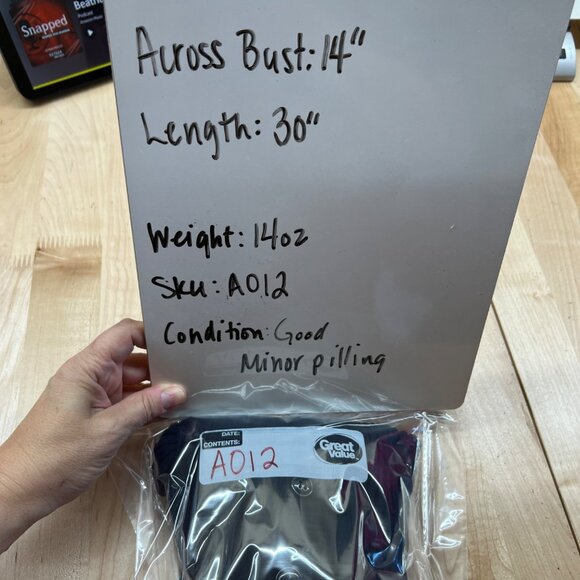 Snapped
Podcast
Across Bust: 14"
Length: 30"
Weight: 14oz
Sku: A012
Condition: Good
Minor pilling
DATE:
CONTENTS:
Great Value
A012